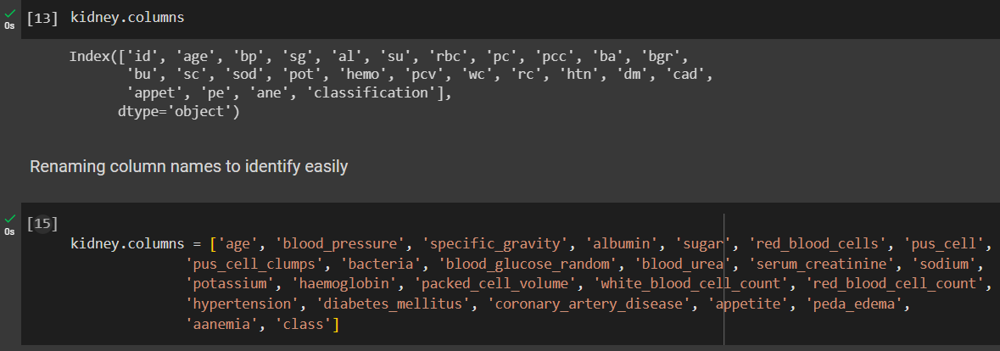 [13] kidney.columns
0s
Index(['id', 'age', 'bp', 'sg', 'al', 'su', 'rbc', 'pc', 'pcc', 'ba', 'bgr',
'bu', 'sc', 'sod', 'pot', 'hemo', 'pcv', 'wc', 'rc', 'htn', 'dm', 'cad',
'appet', 'pe', 'ane', 'classification'],
dtype='object')
Renaming column names to identify easily
[15]
0s
kidney.columns = ['age', 'blood_pressure', 'specific_gravity', 'albumin', 'sugar', 'red_blood_cells', 'pus_cell',
'pus_cell_clumps', 'bacteria', 'blood_glucose_random', 'blood_urea', 'serum_creatinine', 'sodium',
'potassium', 'haemoglobin', 'packed_cell_volume', 'white_blood_cell_count', 'red_blood_cell_count',
'hypertension', 'diabetes_mellitus', 'coronary_artery_disease', 'appetite', 'peda_edema',
'aanemia', 'class']